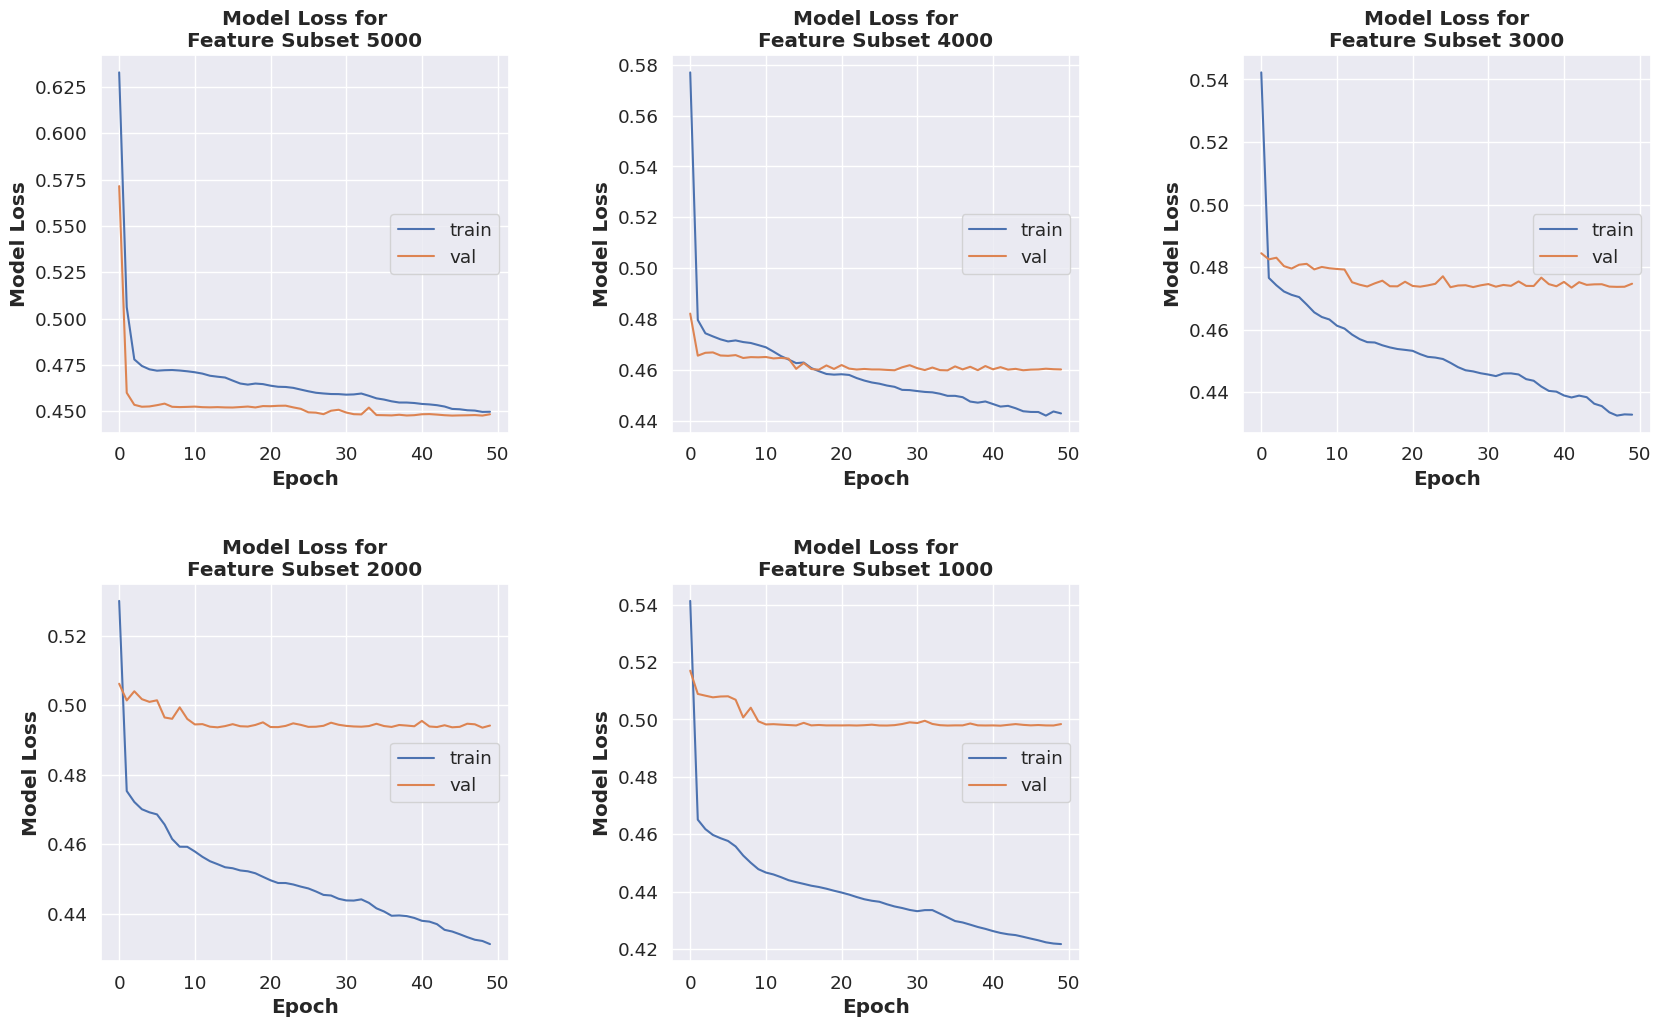 Model Loss for
Feature Subset 5000
Model Loss
0.625
0.600
0.575
0.550
0.525
0.500
0.475
0.450
train
val
0 10 20 30 40 50
Epoch
Model Loss for
Feature Subset 4000
Model Loss
0.58
0.56
0.54
0.52
0.50
0.48
0.46
0.44
train
val
0 10 20 30 40 50
Epoch
Model Loss for
Feature Subset 3000
Model Loss
0.54
0.52
0.50
0.48
0.46
0.44
train
val
0 10 20 30 40 50
Epoch
Model Loss for
Feature Subset 2000
Model Loss
0.52
0.50
0.48
0.46
0.44
train
val
0 10 20 30 40 50
Epoch
Model Loss for
Feature Subset 1000
Model Loss
0.54
0.52
0.50
0.48
0.46
0.44
0.42
train
val
0 10 20 30 40 50
Epoch